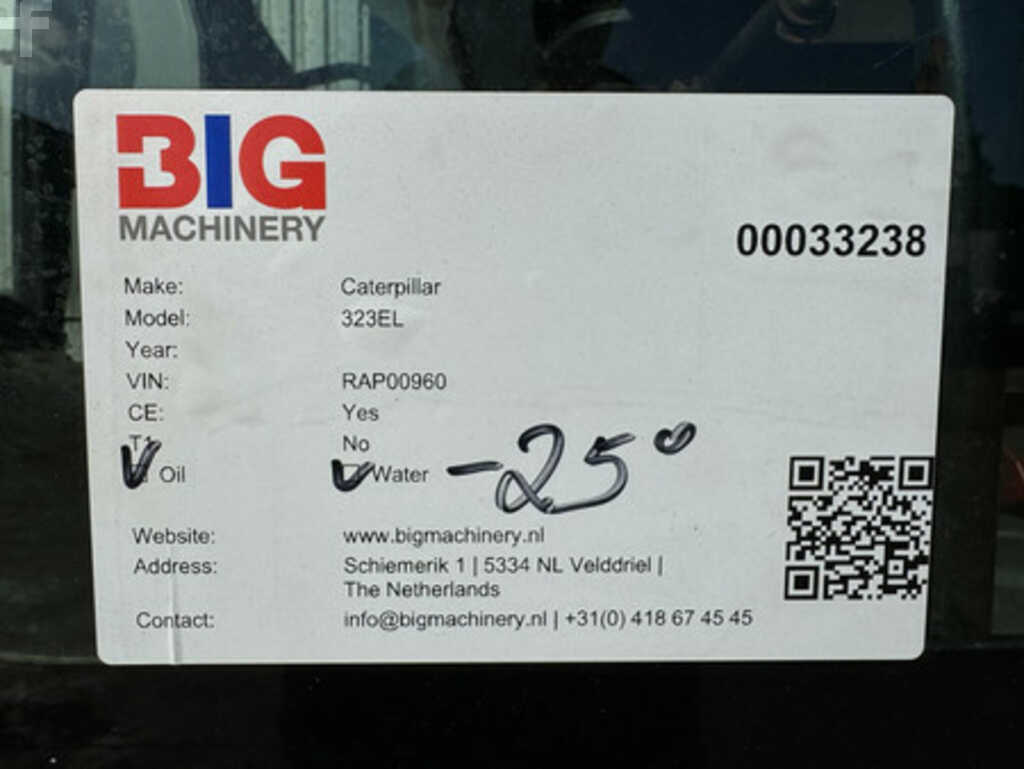 BIG
MACHINERY
00033238
Make: Caterpillar
Model: 323EL
Year:
VIN: RAP00960
CE: Yes
T1 No
Oil Water -25°
Website: www.bigmachinery.nl
Address: Schiemerik 1 | 5334 NL Velddriel |
The Netherlands
Contact: info@bigmachinery.nl | +31(0) 418 67 45 45